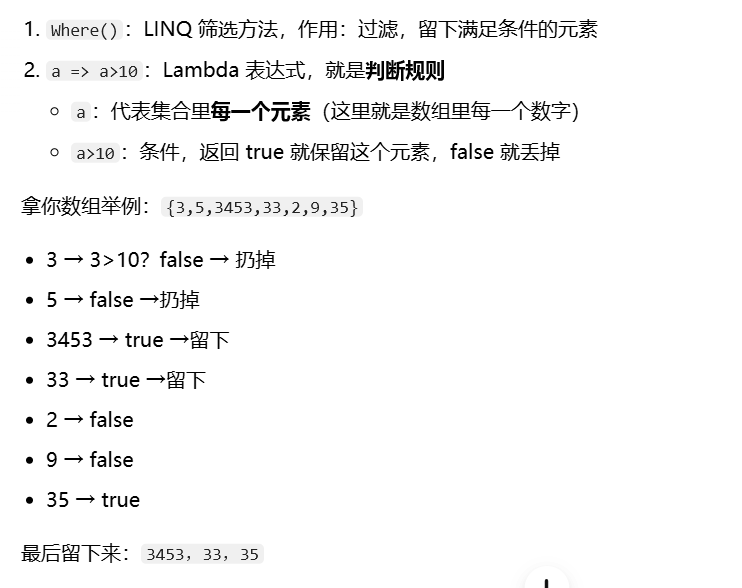 1. Where()：LINQ 筛选方法，作用：过滤，留下满足条件的元素
2. a => a>10：Lambda 表达式，就是判断规则
a：代表集合里每一个元素（这里就是数组里每一个数字）
a>10：条件，返回 true 就保留这个元素，false 就丢掉
拿你数组举例：{3,5,3453,33,2,9,35}
3 → 3>10? false → 扔掉
5 → false →扔掉
3453 → true →留下
33 → true →留下
2 → false
9 → false
35 → true
最后留下来：3453, 33, 35